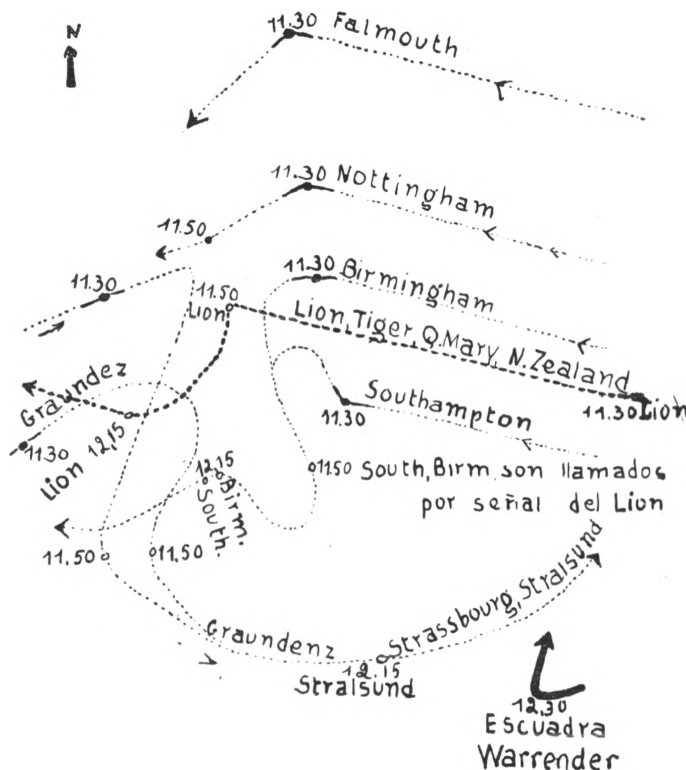 N
11.30 Falmouth
11.30 Nottingham
11.50
11.30 Birmingham
11.30
11.50
Lion
Lion, Tiger, Q.Mary, N.Zealand
11.30 Lion
Graundez
11.30
Southampton
11.30
Lion 12,15
12.15
Birm.
South.
11.50 South, Birm. son llamados
por señal del Lion
11.50
11.50
Graundenz
Strassbourg, Stralsund
12.15
Stralsund
12.30
Escuadra
Warrender